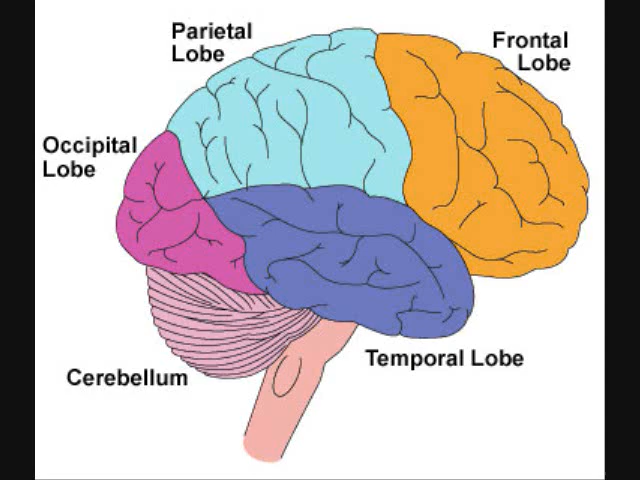 Parietal
Lobe
Frontal
Lobe
Occipital
Lobe
Temporal Lobe
Cerebellum